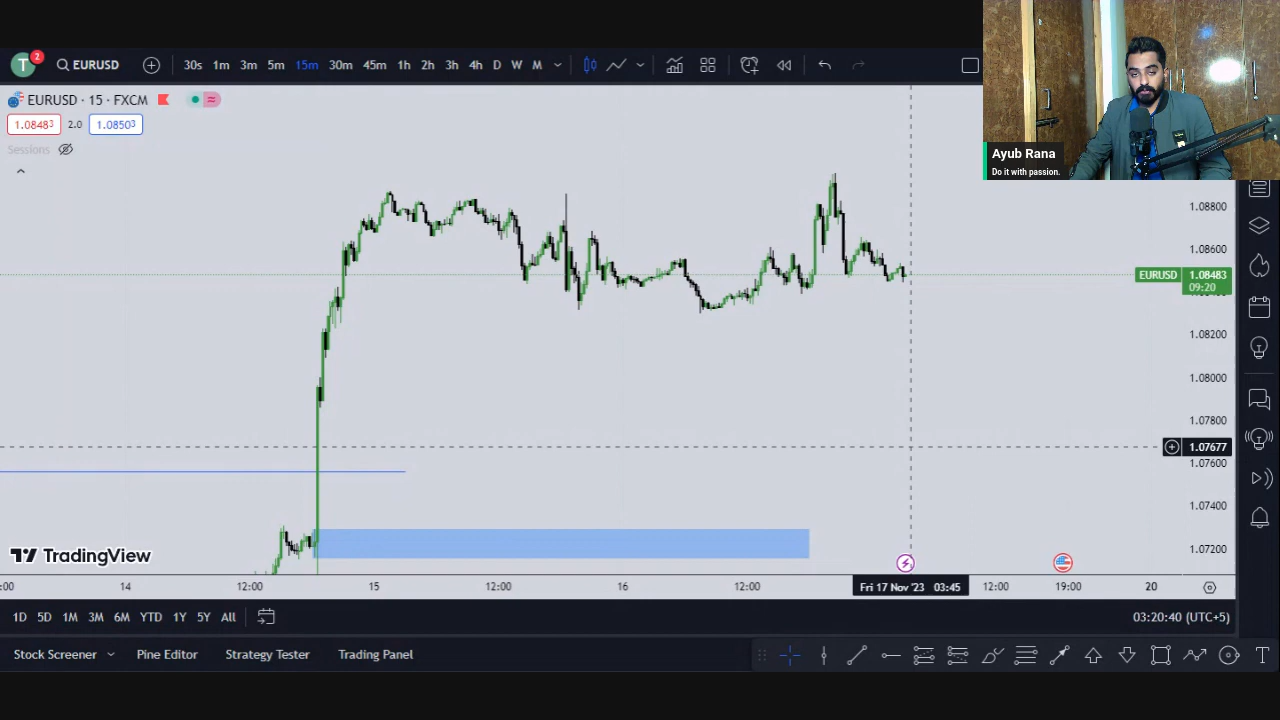 T
2
EURUSD
30s 1m 3m 5m 15m 30m 45m 1h 2h 3h 4h D W M
Ayub Rana
Do it with passion.
EURUSD · 15 · FXCM
1.08483 2.0 1.08503
Sessions
1.08800
1.08600
EURUSD 1.08483
09:20
1.08200
1.08000
1.07800
1.07677
1.07600
1.07400
1.07200
TradingView
14 12:00 15 12:00 16 12:00 Fri 17 Nov '23 03:45 12:00 19:00 20
1D 5D 1M 3M 6M YTD 1Y 5Y All
03:20:40 (UTC+5)
Stock Screener Pine Editor Strategy Tester Trading Panel
T